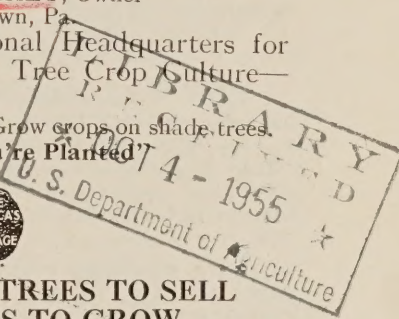 Owner
wn, Pa.
onal Headquarters for
Tree Crop Culture—
Grow crops on shade trees.
're Planted"
LIBRARY
RECEIVED
★ OCT 4 - 1955 ★
U. S. Department of Agriculture
TREES TO SELL
S TO GROW